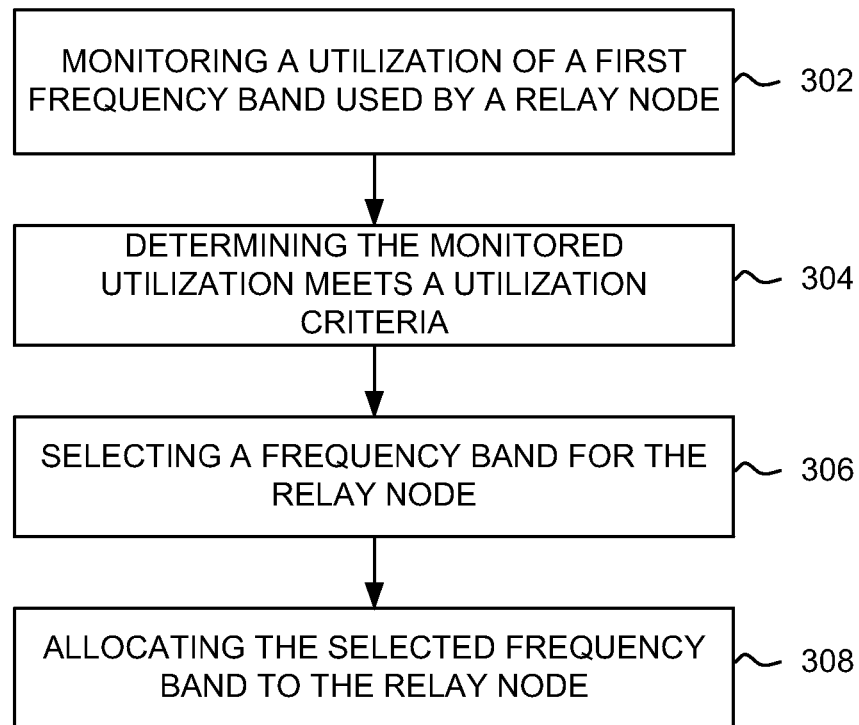 MONITORING A UTILIZATION OF A FIRST
FREQUENCY BAND USED BY A RELAY NODE
302
DETERMINING THE MONITORED
UTILIZATION MEETS A UTILIZATION
CRITERIA
304
SELECTING A FREQUENCY BAND FOR THE
RELAY NODE
306
ALLOCATING THE SELECTED FREQUENCY
BAND TO THE RELAY NODE
308